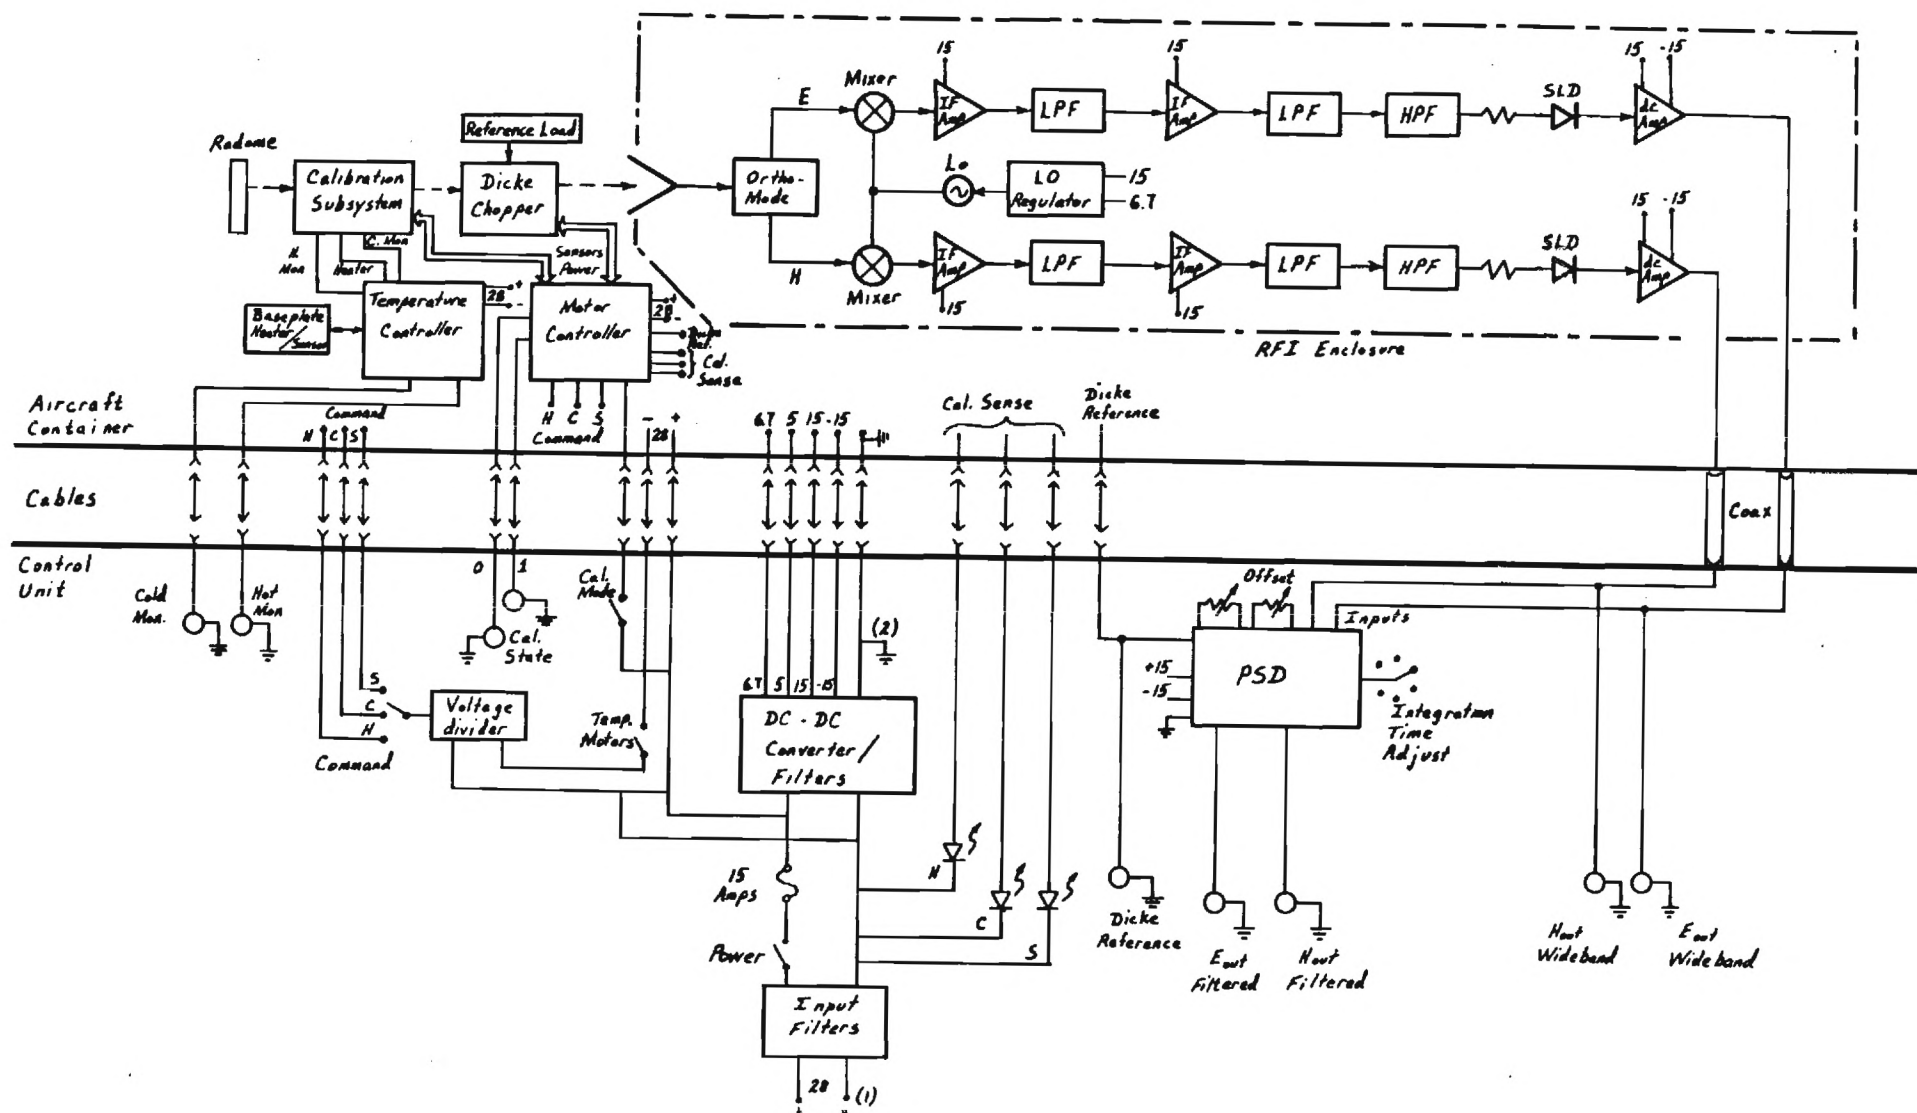 15
15
15 -15
Mixer
E
IF Amp
LPF
IF Amp
LPF
HPF
SLD
dc Amp
Reference Load
Radome
Calibration Subsystem
Dicke Chopper
Ortho-Mode
LO
LO Regulator
15
6.7
15 -15
SLD
H. Mon
Heater
C. Mon
Sensors
Power
H
Mixer
IF Amp
LPF
IF Amp
LPF
HPF
dc Amp
15
15
Baseplate
Heater
/Sensor
Temperature
Controller
+
28
-
Motor
Controller
+
28
-
Cal.
Sense
RFI Enclosure
Aircraft
Container
Command
H C S
H C S
Command
- 28 +
6.7 5 15 -15
Cal. Sense
Dicke
Reference
Cables
Coax
Control
Unit
Cold
Mon.
Hot
Mon
0 1
Cal.
State
Cal.
Mode
(2)
Offset
Inputs
6.7 5 15 -15
+15
-15
PSD
Integration
Time
Adjust
S
C
H
Command
Voltage
divider
Temp.
Motors
DC - DC
Converter/
Filters
15
Amps
H
C
S
Power
Input
Filters
28 (1)
Dicke
Reference
Eout
Filtered
Hout
Filtered
Hout
Wideband
Eout
Wideband